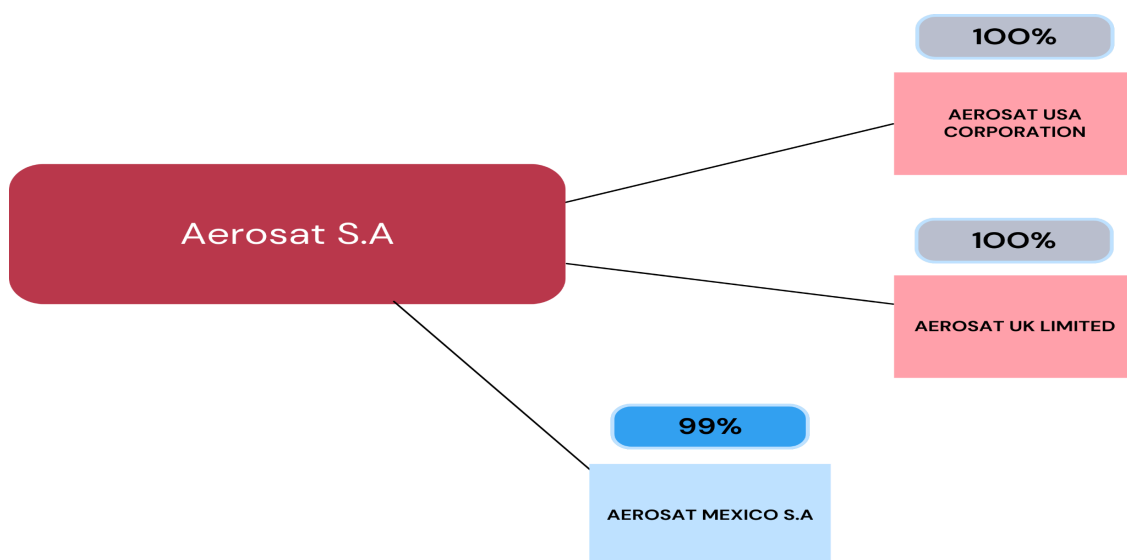 100%
AEROSAT USA
CORPORATION
Aerosat S.A
100%
AEROSAT UK LIMITED
99%
AEROSAT MEXICO S.A